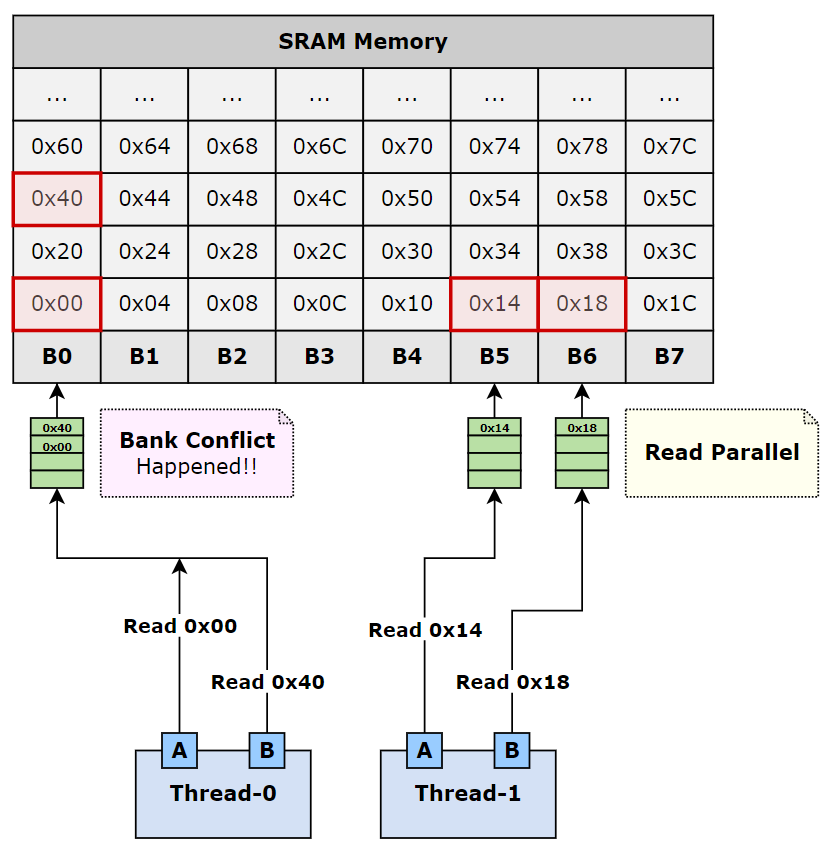 SRAM Memory
... ... ... ... ... ... ... ...
0x60 0x64 0x68 0x6C 0x70 0x74 0x78 0x7C
0x40 0x44 0x48 0x4C 0x50 0x54 0x58 0x5C
0x20 0x24 0x28 0x2C 0x30 0x34 0x38 0x3C
0x00 0x04 0x08 0x0C 0x10 0x14 0x18 0x1C
B0 B1 B2 B3 B4 B5 B6 B7
0x40
0x00
Bank Conflict
Happened!!
0x14
0x18
Read Parallel
Read 0x00
Read 0x40
Read 0x14
Read 0x18
A B
Thread-0
A B
Thread-1